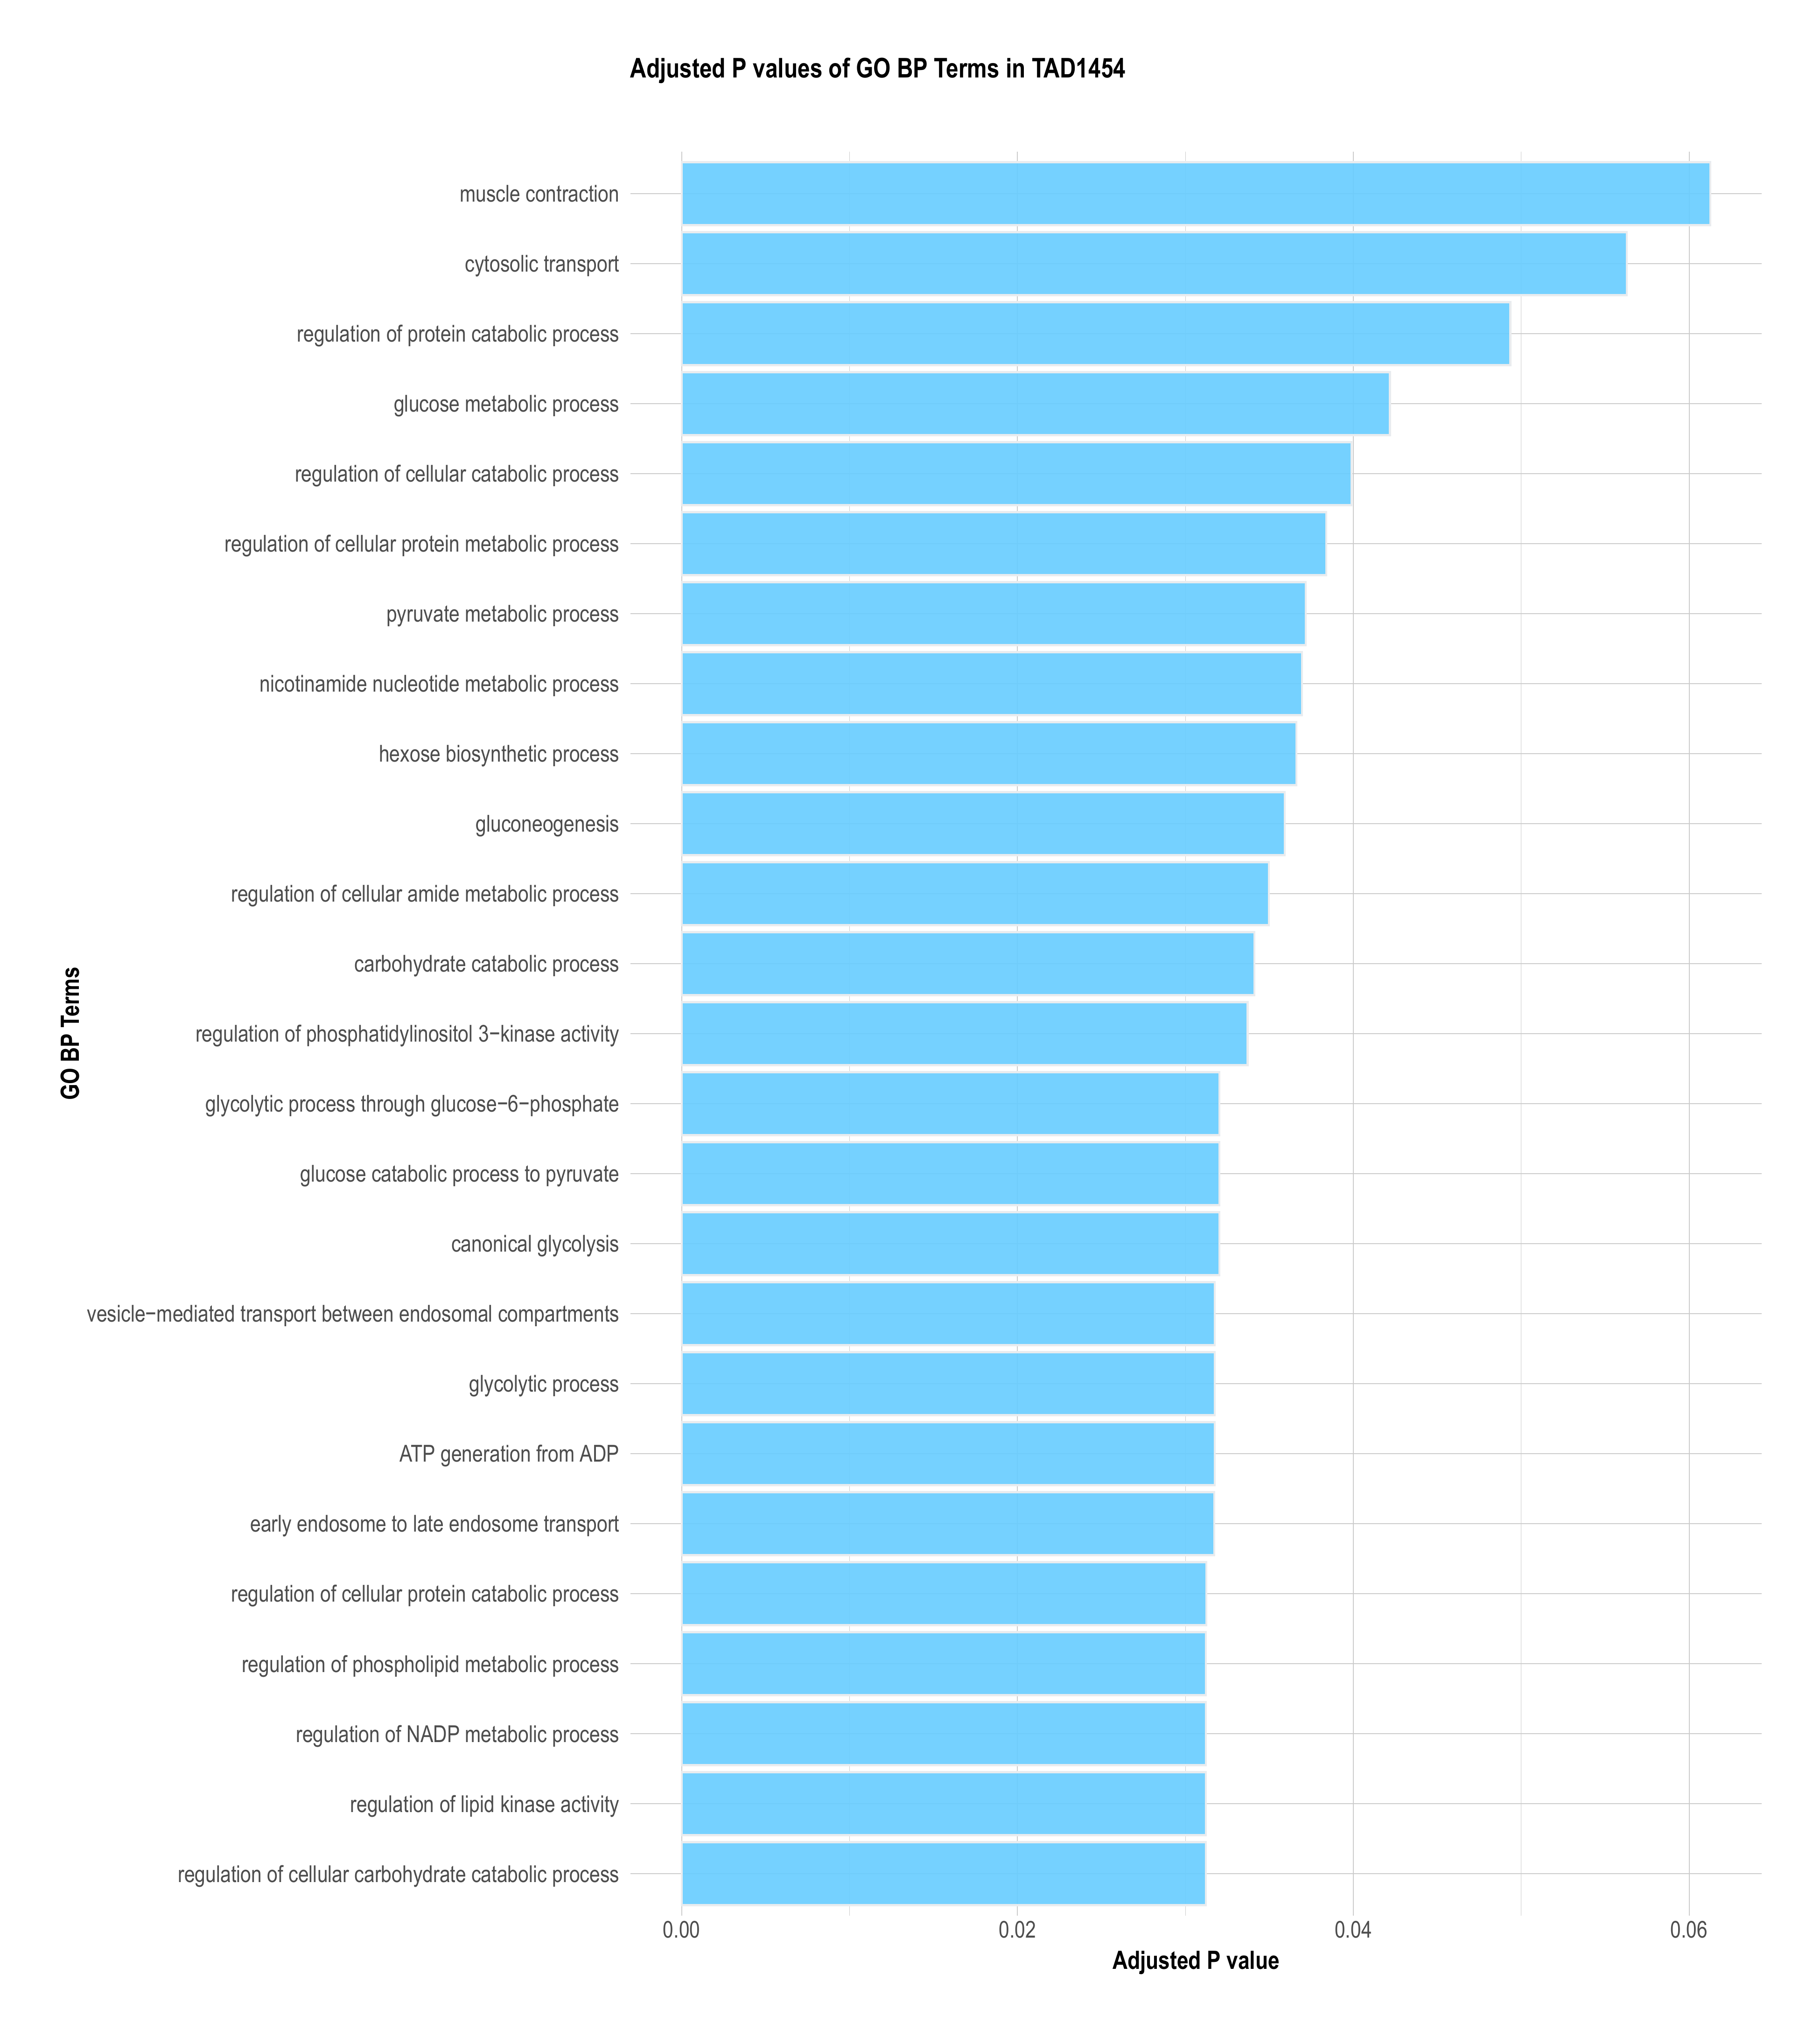 Adjusted P values of GO BP Terms in TAD1454
muscle contraction
cytosolic transport
regulation of protein catabolic process
glucose metabolic process
regulation of cellular catabolic process
regulation of cellular protein metabolic process
pyruvate metabolic process
nicotinamide nucleotide metabolic process
hexose biosynthetic process
gluconeogenesis
regulation of cellular amide metabolic process
carbohydrate catabolic process
regulation of phosphatidylinositol 3−kinase activity
glycolytic process through glucose−6−phosphate
glucose catabolic process to pyruvate
canonical glycolysis
vesicle−mediated transport between endosomal compartments
glycolytic process
ATP generation from ADP
early endosome to late endosome transport
regulation of cellular protein catabolic process
regulation of phospholipid metabolic process
regulation of NADP metabolic process
regulation of lipid kinase activity
regulation of cellular carbohydrate catabolic process
GO BP Terms
0.00 0.02 0.04 0.06
Adjusted P value